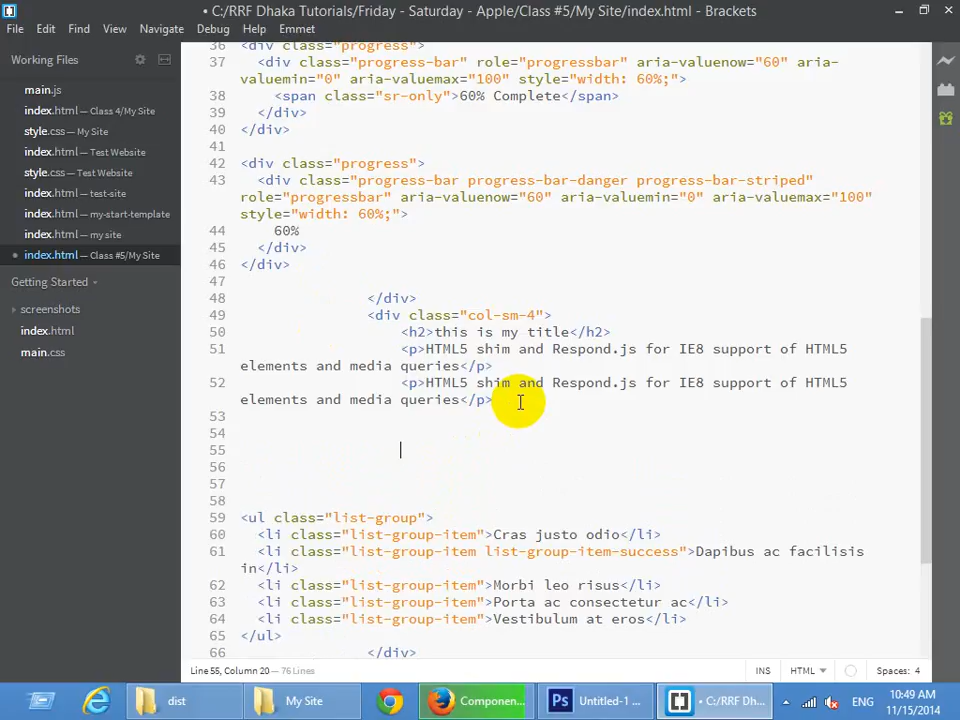 • C:/RRF Dhaka Tutorials/Friday - Saturday - Apple/Class #5/My Site/index.html - Brackets
File Edit Find View Navigate Debug Help Emmet
Working Files
main.js
index.html — Class 4/My Site
style.css — My Site
index.html — Test Website
style.css — Test Website
index.html — test-site
index.html — my-start-template
index.html — my site
index.html — Class #5/My Site
Getting Started
screenshots
index.html
main.css
36 <div class="progress">
37 <div class="progress-bar" role="progressbar" aria-valuenow="60" aria-
valuemin="0" aria-valuemax="100" style="width: 60%;">
38 <span class="sr-only">60% Complete</span>
39 </div>
40 </div>
41
42 <div class="progress">
43 <div class="progress-bar progress-bar-danger progress-bar-striped"
role="progressbar" aria-valuenow="60" aria-valuemin="0" aria-valuemax="100"
style="width: 60%;">
44 60%
45 </div>
46 </div>
47
48 </div>
49 <div class="col-sm-4">
50 <h2>this is my title</h2>
51 <p>HTML5 shim and Respond.js for IE8 support of HTML5
elements and media queries</p>
52 <p>HTML5 shim and Respond.js for IE8 support of HTML5
elements and media queries</p>
53
54
55
56
57
58
59 <ul class="list-group">
60 <li class="list-group-item">Cras justo odio</li>
61 <li class="list-group-item list-group-item-success">Dapibus ac facilisis
in</li>
62 <li class="list-group-item">Morbi leo risus</li>
63 <li class="list-group-item">Porta ac consectetur ac</li>
64 <li class="list-group-item">Vestibulum at eros</li>
65 </ul>
66 </div>
Line 55, Column 20 — 76 Lines
INS HTML Spaces: 4
dist
My Site
Componen...
Ps Untitled-1 ...
• C:/RRF Dh...
ENG
10:49 AM
11/15/2014